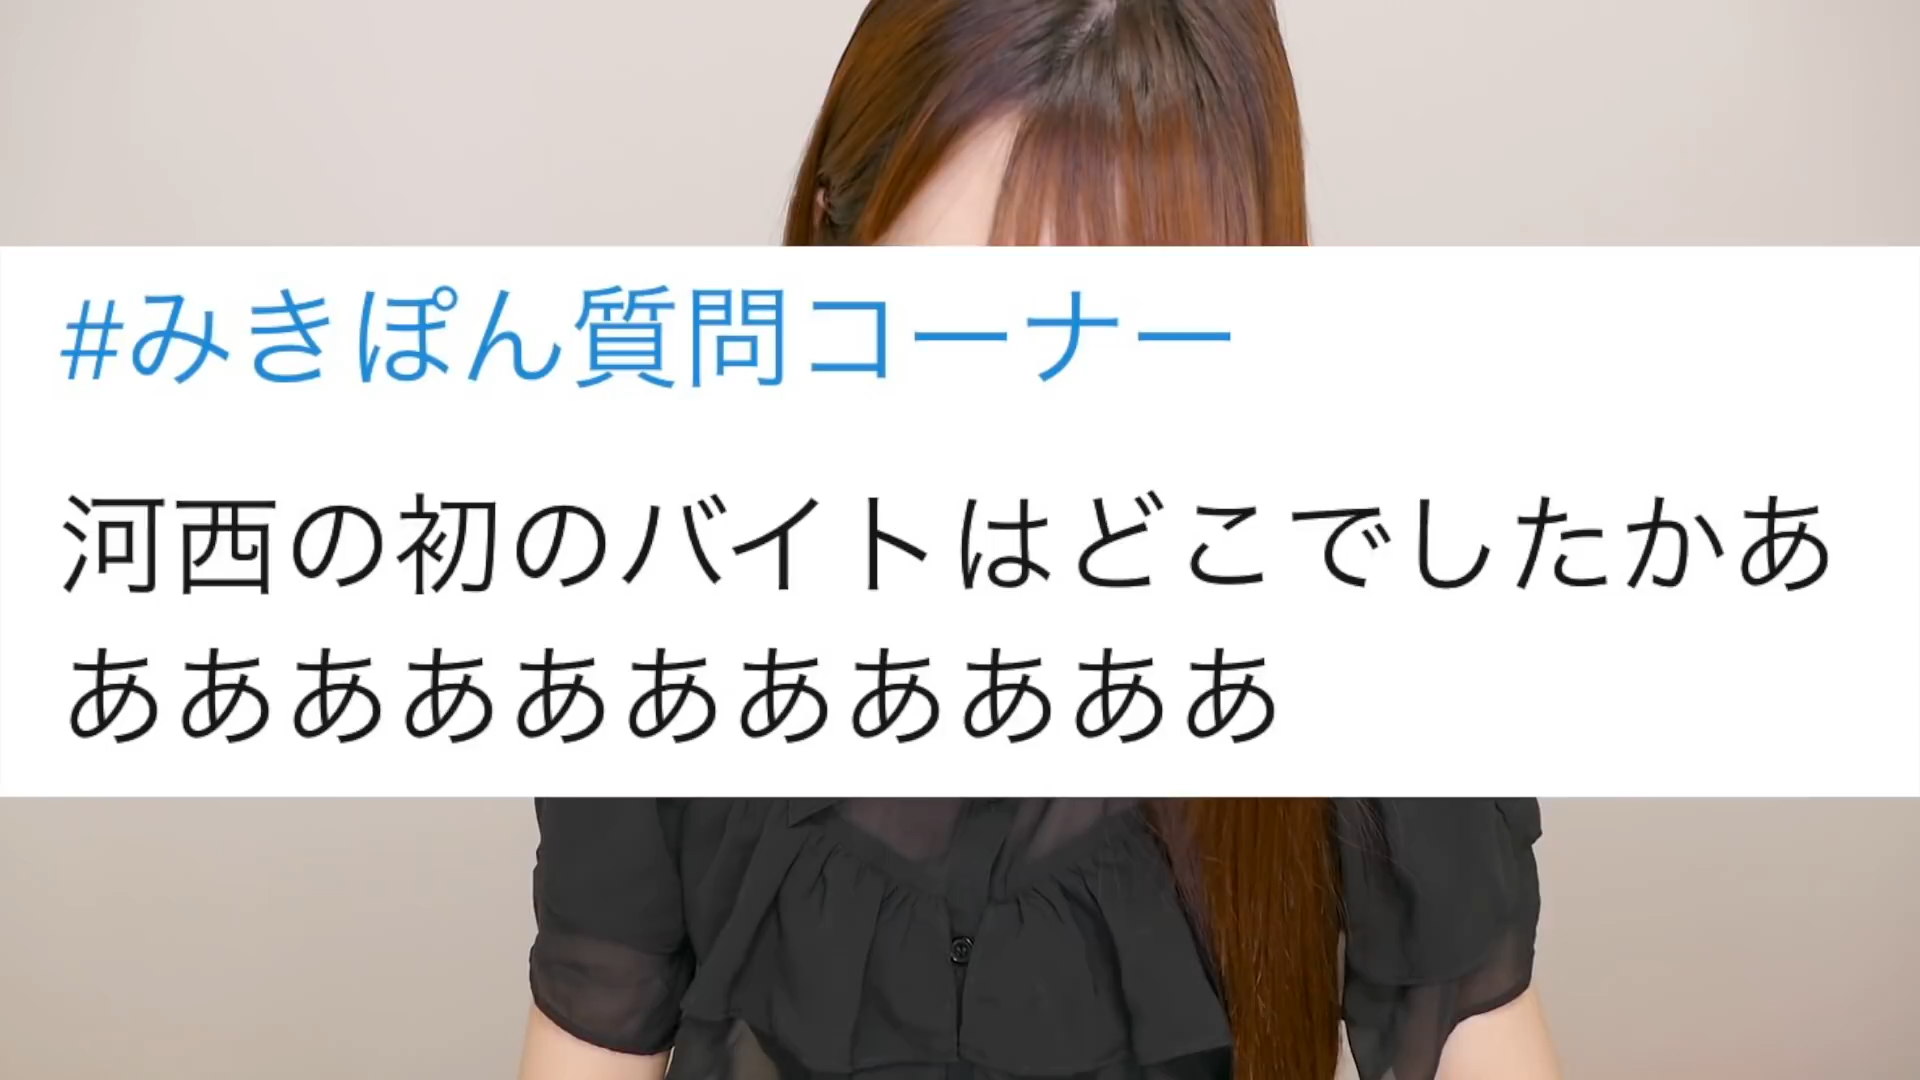 #みきぽん質問コーナー
河西の初のバイトはどこでしたかあ
あああああああああああ